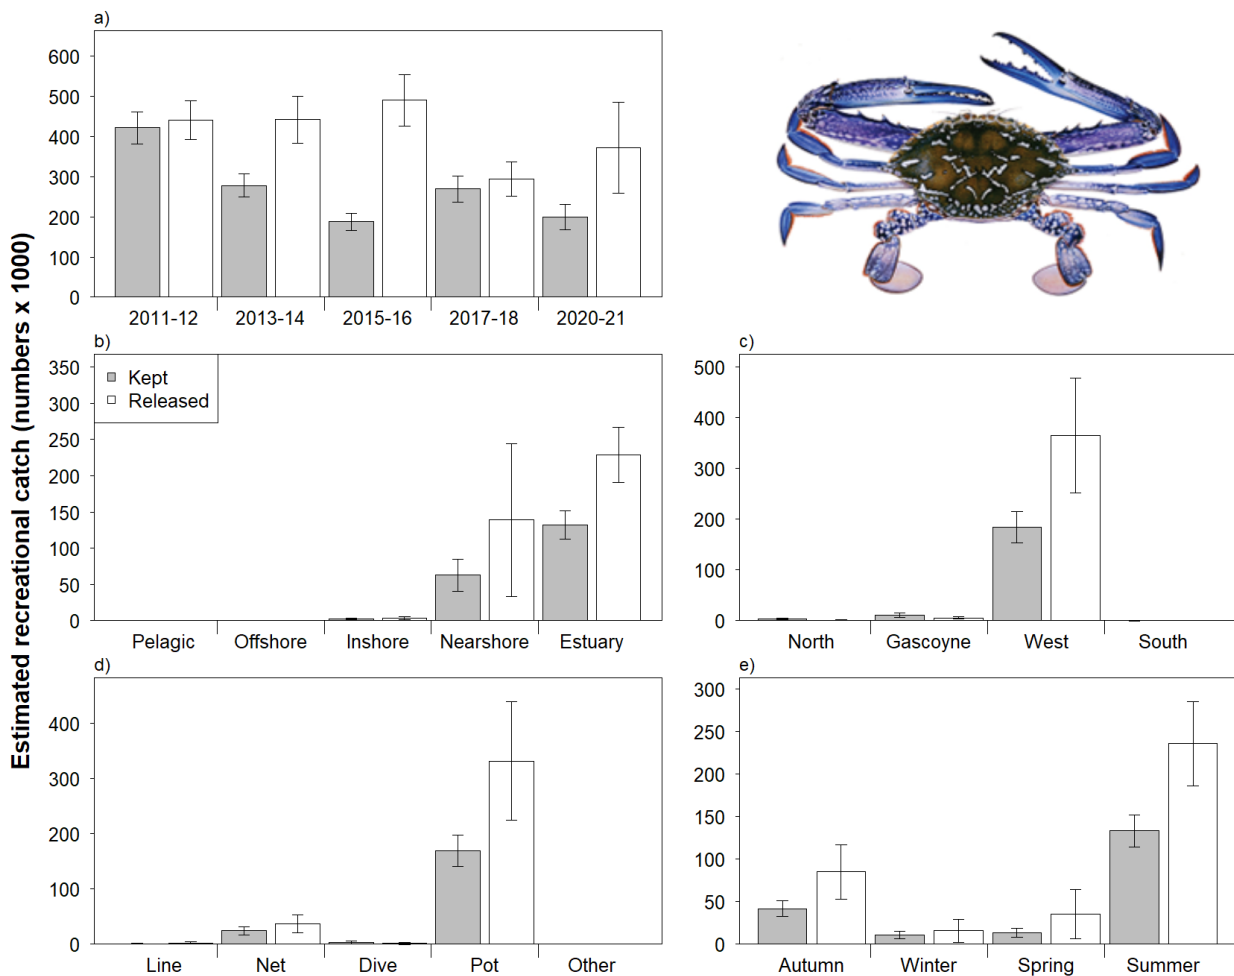 Estimated recreational catch (numbers x 1000)
a)
600
500
400
300
200
100
0
2011-12 2013-14 2015-16 2017-18 2020-21
b)
350
300
250
200
150
100
50
0
Kept
Released
Pelagic Offshore Inshore Nearshore Estuary
c)
500
400
300
200
100
0
North Gascoyne West South
d)
400
300
200
100
0
Line Net Dive Pot Other
e)
300
250
200
150
100
50
0
Autumn Winter Spring Summer